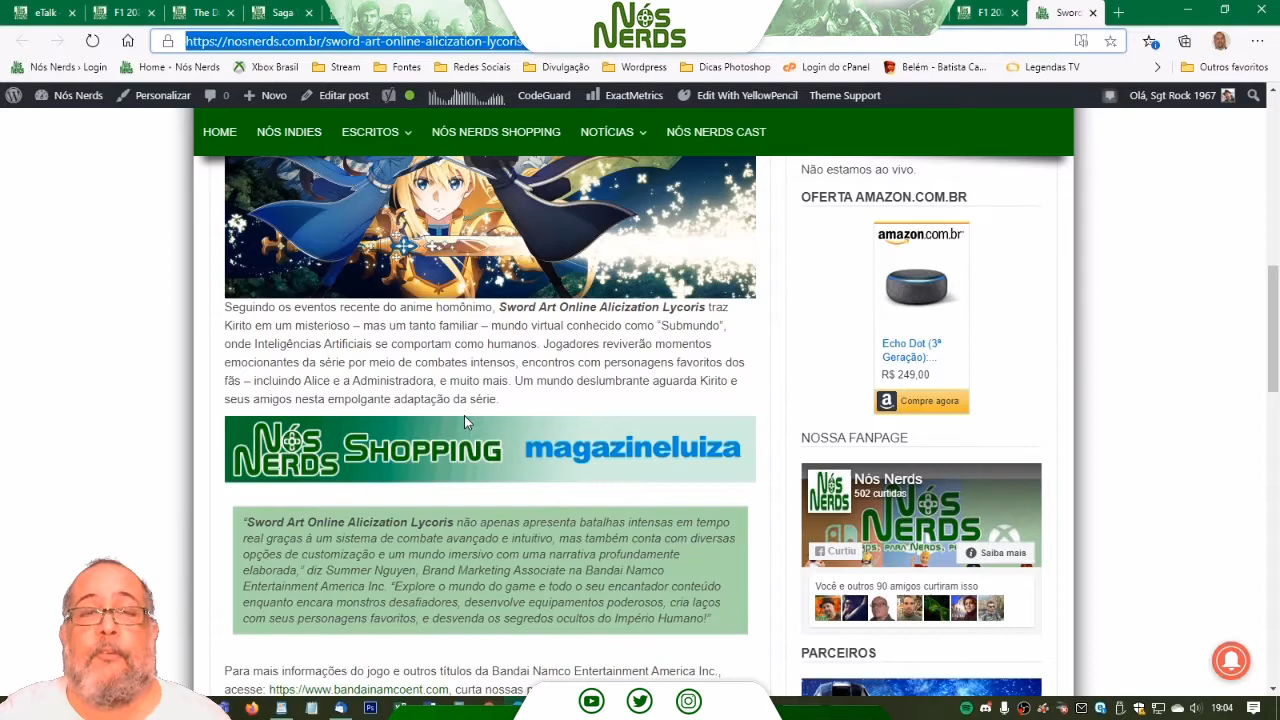 F1 202
eTalk
F1 202
Saga In
Nós
NERDS
F1 202
Sword
https://nosnerds.com.br/sword-art-online-alicization-lycoris
Nós Nerds › Login
Home - Nós Nerds
Xbox Brasil
Stream
Fontes
Redes Sociais
Divulgação
Photoshop
Dicas Photoshop
Login do cPanel
Belém - Batista Ca...
Legendas TV
Outros favoritos
Nós Nerds
Personalizar
0
Novo
Editar post
CodeGuard
ExactMetrics
Edit With YellowPencil
Theme Support
Olá, Sgt Rock 1967
HOME
NÓS INDIES
ESCRITOS
NÓS NERDS SHOPPING
NOTÍCIAS
NÓS NERDS CAST
Seguindo os eventos recente do anime homônimo, Sword Art Online Alicization Lycoris traz
Kirito em um misterioso – mas um tanto familiar – mundo virtual conhecido como “Submundo”,
onde Inteligências Artificiais se comportam como humanos. Jogadores reviverão momentos
emocionantes da série por meio de combates intensos, encontros com personagens favoritos dos
fãs – incluindo Alice e a Administradora, e muito mais. Um mundo deslumbrante aguarda Kirito e
seus amigos nesta empolgante adaptação da série.
Nós NERDS SHOPPING magazineluiza
“Sword Art Online Alicization Lycoris não apenas apresenta batalhas intensas em tempo
real graças à um sistema de combate avançado e intuitivo, mas também conta com diversas
opções de customização e um mundo imersivo com uma narrativa profundamente
elaborada,” diz Summer Nguyen, Brand Marketing Associate na Bandai Namco
Entertainment America Inc. “Explore o mundo do game e todo o seu encantador conteúdo
enquanto encara monstros desafiadores, desenvolve equipamentos poderosos, cria laços
com seus personagens favoritos, e desvenda os segredos ocultos do Império Humano!”
Para mais informações do jogo e outros títulos da Bandai Namco Entertainment America Inc.,
acesse: https://www.bandainamcoent.com, curta nossas
Não estamos ao vivo.
OFERTA AMAZON.COM.BR
amazon.com.br
Echo Dot (3ª
Geração):...
R$ 249,00
Compre agora
NOSSA FANPAGE
Nós Nerds
502 curtidas
Nós NERDS
Curtiu
Saiba mais
Você e outros 90 amigos curtiram isso
PARCEIROS
19:04